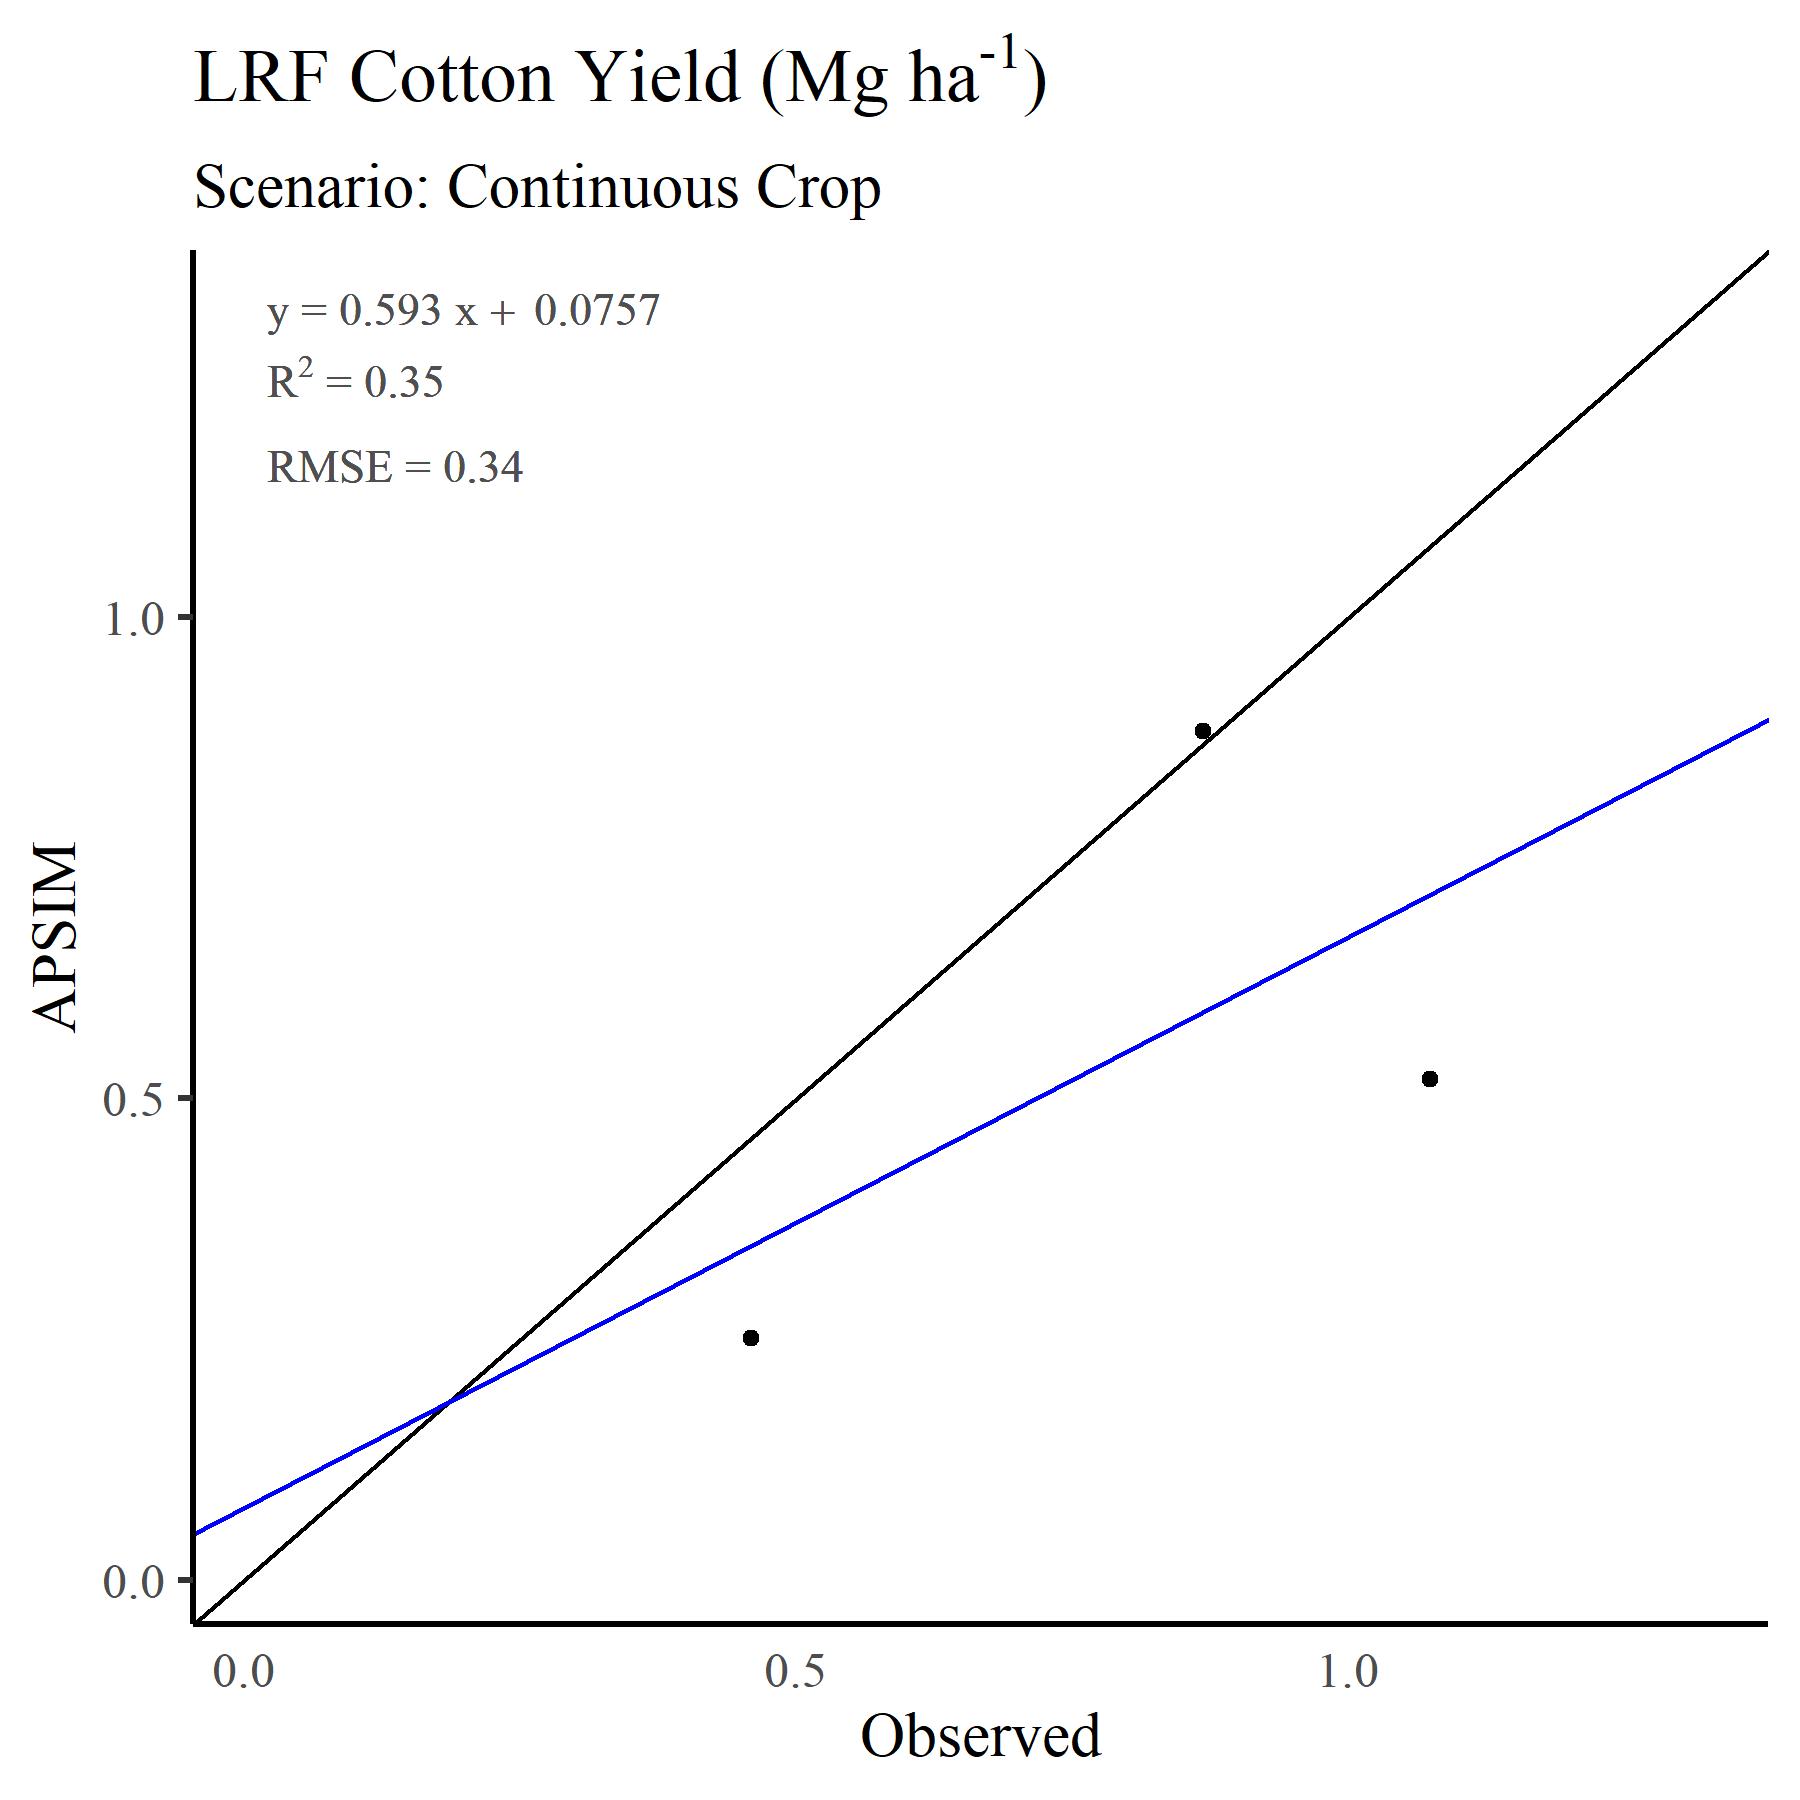 LRF Cotton Yield (Mg ha⁻¹)
Scenario: Continuous Crop
y = 0.593 x + 0.0757
R² = 0.35
RMSE = 0.34
1.0
0.5
0.0
APSIM
0.0 0.5 1.0
Observed